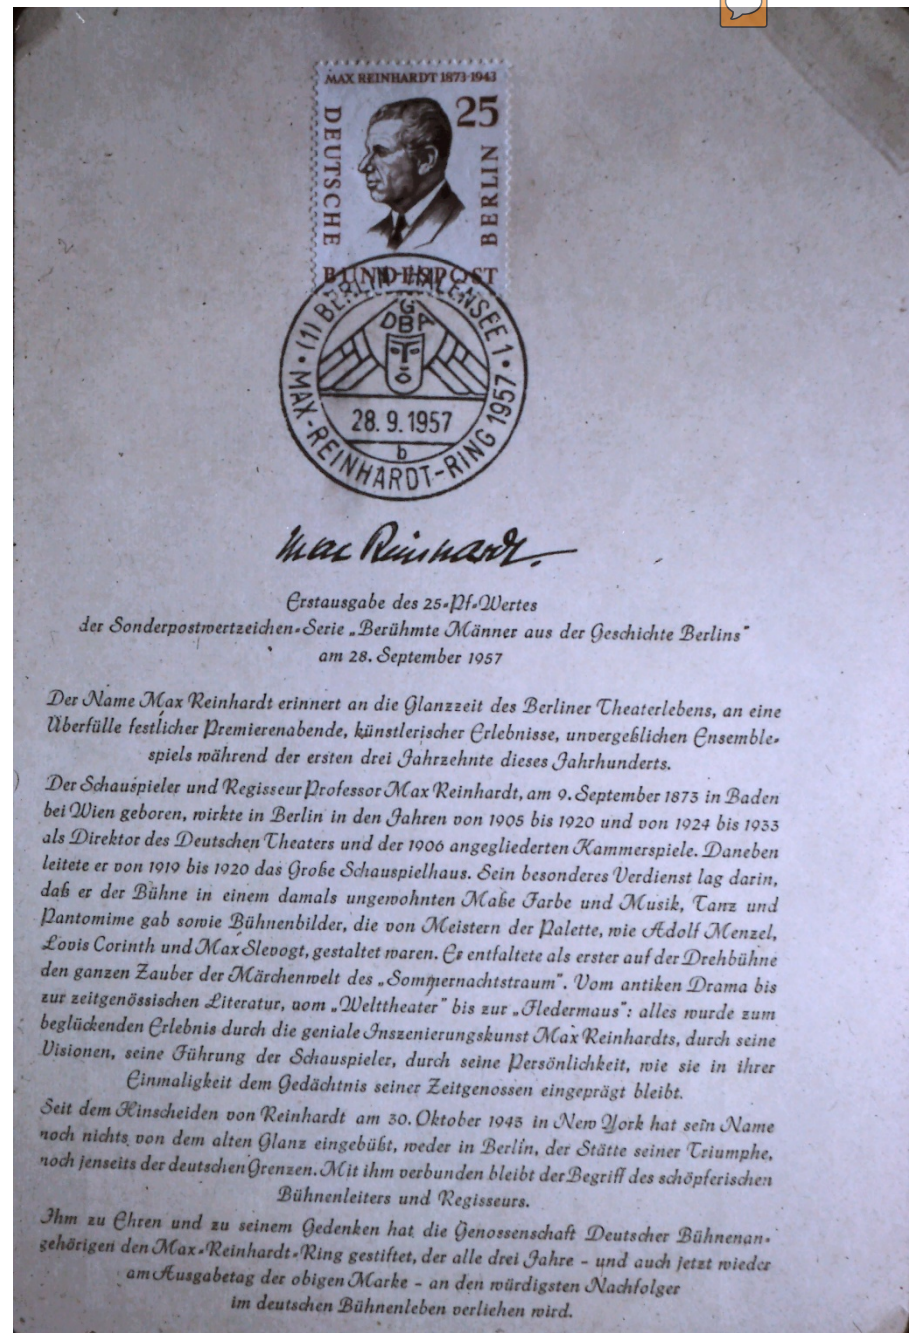 MAX REINHARDT 1873-1943
25
DEUTSCHE
BERLIN
BUNDESPOST
(1) BERLIN-HALENSEE 1
G
DBA
28.9.1957
b
MAX-REINHARDT-RING 1957
Max Reinhardt.
Erstausgabe des 25-Pf-Wertes
der Sonderpostwertzeichen-Serie „Berühmte Männer aus der Geschichte Berlins"
am 28. September 1957
Der Name Max Reinhardt erinnert an die Glanzzeit des Berliner Theaterlebens, an eine
Überfülle festlicher Premierenabende, künstlerischer Erlebnisse, unvergeßlichen Ensemble-
spiels während der ersten drei Jahrzehnte dieses Jahrhunderts.
Der Schauspieler und Regisseur Professor Max Reinhardt, am 9. September 1873 in Baden
bei Wien geboren, wirkte in Berlin in den Jahren von 1905 bis 1920 und von 1924 bis 1933
als Direktor des Deutschen Theaters und der 1906 angegliederten Kammerspiele. Daneben
leitete er von 1919 bis 1920 das Große Schauspielhaus. Sein besonderes Verdienst lag darin,
daß er der Bühne in einem damals ungewohnten Maße Farbe und Musik, Tanz und
Pantomime gab sowie Bühnenbilder, die von Meistern der Palette, wie Adolf Menzel,
Lovis Corinth und Max Slevogt, gestaltet waren. Er entfaltete als erster auf der Drehbühne
den ganzen Zauber der Märchenwelt des „Sommernachtstraum". Vom antiken Drama bis
zur zeitgenössischen Literatur, vom „Welttheater" bis zur „Fledermaus": alles wurde zum
beglückenden Erlebnis durch die geniale Inszenierungskunst Max Reinhardts, durch seine
Visionen, seine Führung der Schauspieler, durch seine Persönlichkeit, wie sie in ihrer
Einmaligkeit dem Gedächtnis seiner Zeitgenossen eingeprägt bleibt.
Seit dem Hinscheiden von Reinhardt am 30. Oktober 1943 in New York hat sein Name
noch nichts von dem alten Glanz eingebüßt, weder in Berlin, der Stätte seiner Triumphe,
noch jenseits der deutschen Grenzen. Mit ihm verbunden bleibt der Begriff des schöpferischen
Bühnenleiters und Regisseurs.
Ihm zu Ehren und zu seinem Gedenken hat die Genossenschaft Deutscher Bühnenan-
gehörigen den Max-Reinhardt-Ring gestiftet, der alle drei Jahre - und auch jetzt wieder
am Ausgabetag der obigen Marke - an den würdigsten Nachfolger
im deutschen Bühnenleben verliehen wird.